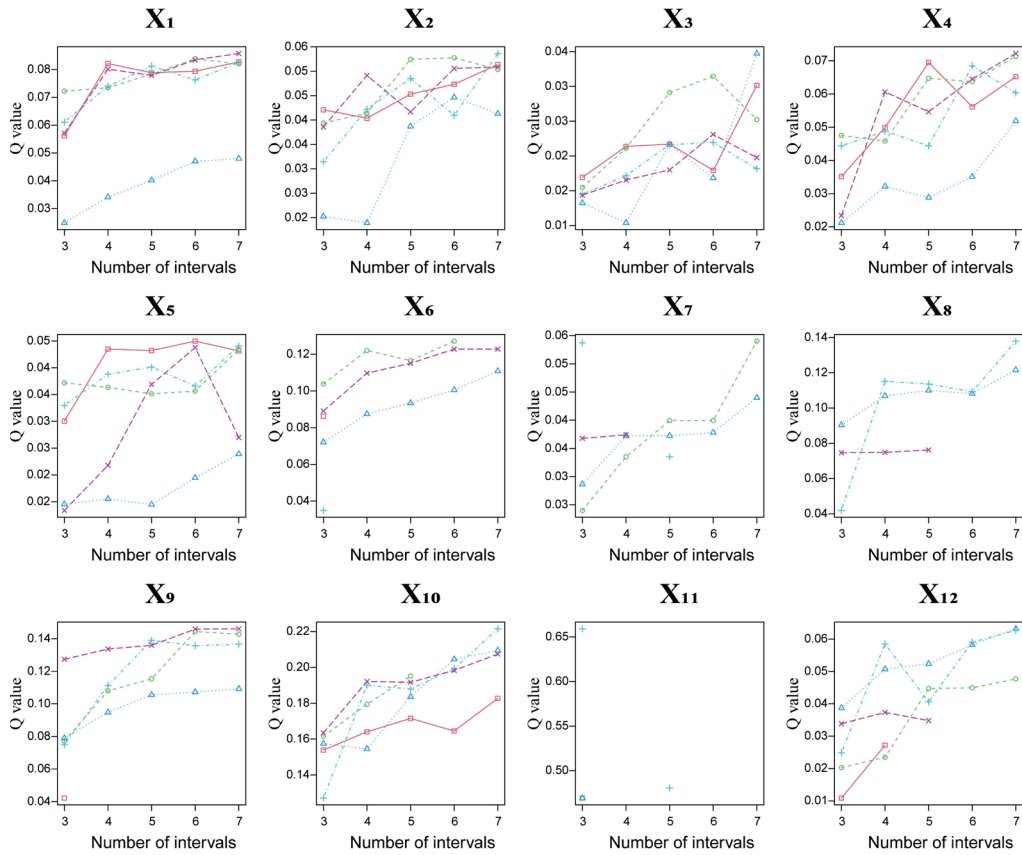 X1
X2
X3
X4
Q value
0.08
0.07
0.06
0.05
0.04
0.03
3 4 5 6 7
Number of intervals
Q value
0.06
0.05
0.04
0.03
0.02
3 4 5 6 7
Number of intervals
Q value
0.04
0.03
0.03
0.02
0.02
0.01
3 4 5 6 7
Number of intervals
Q value
0.07
0.06
0.05
0.04
0.03
0.02
3 4 5 6 7
Number of intervals
X5
X6
X7
X8
Q value
0.05
0.04
0.04
0.03
0.03
0.02
0.02
3 4 5 6 7
Number of intervals
Q value
0.12
0.10
0.08
0.06
0.04
3 4 5 6 7
Number of intervals
Q value
0.06
0.05
0.05
0.04
0.04
0.03
0.03
3 4 5 6 7
Number of intervals
Q value
0.14
0.12
0.10
0.08
0.06
0.04
3 4 5 6 7
Number of intervals
X9
X10
X11
X12
Q value
0.14
0.12
0.10
0.08
0.06
0.04
3 4 5 6 7
Number of intervals
Q value
0.22
0.20
0.18
0.16
0.14
3 4 5 6 7
Number of intervals
Q value
0.65
0.60
0.55
0.50
3 4 5 6 7
Number of intervals
Q value
0.06
0.05
0.04
0.03
0.02
0.01
3 4 5 6 7
Number of intervals